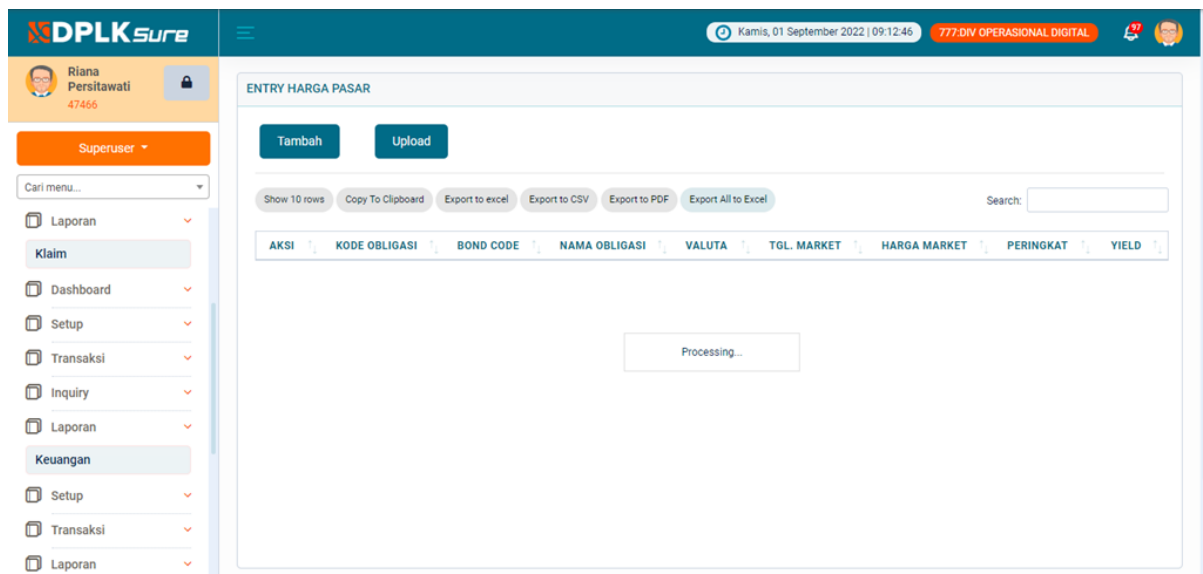 DPLKsure
Kamis, 01 September 2022 | 09:12:46
777:DIV OPERASIONAL DIGITAL
97
Riana
Persitawati
47466
Superuser
Cari menu...
Laporan
Klaim
Dashboard
Setup
Transaksi
Inquiry
Laporan
Keuangan
Setup
Transaksi
Laporan
ENTRY HARGA PASAR
Tambah Upload
Show 10 rows Copy To Clipboard Export to excel Export to CSV Export to PDF Export All to Excel Search:
AKSI KODE OBLIGASI BOND CODE NAMA OBLIGASI VALUTA TGL. MARKET HARGA MARKET PERINGKAT YIELD
Processing...